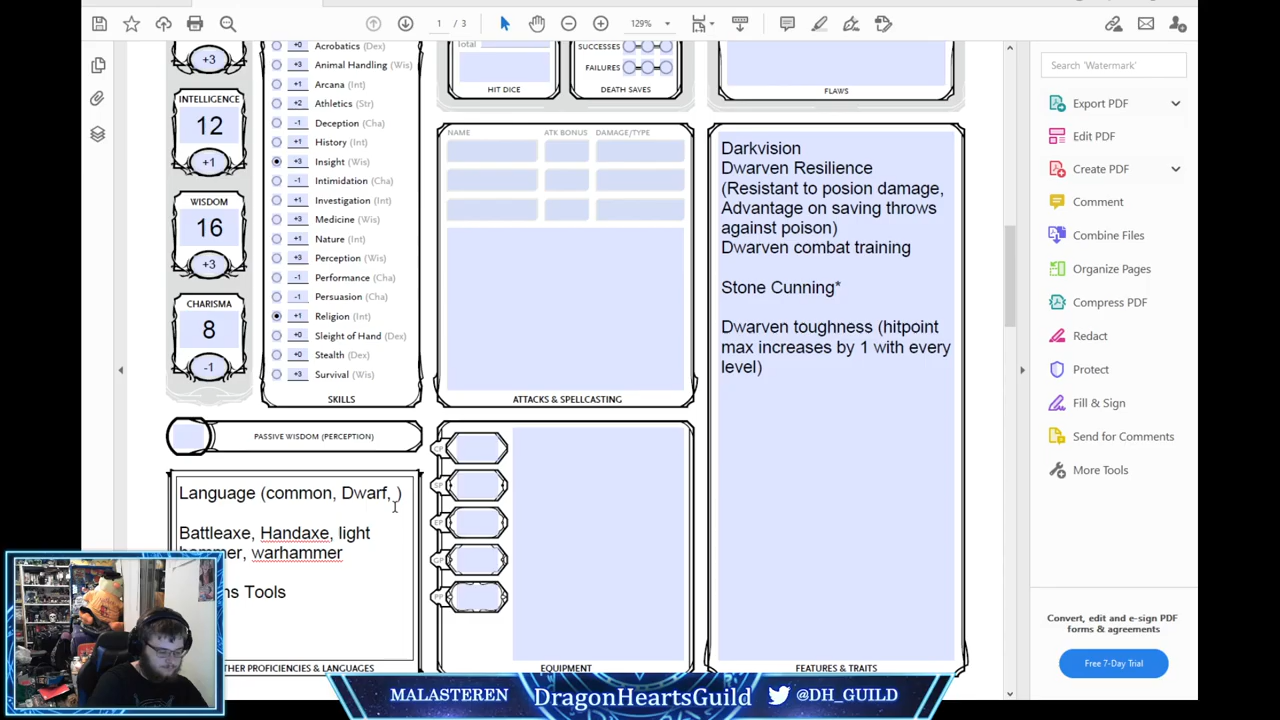 1 / 3
129%
Search 'Watermark'
Export PDF
Edit PDF
Create PDF
Comment
Combine Files
Organize Pages
Compress PDF
Redact
Protect
Fill & Sign
Send for Comments
More Tools
Convert, edit and e-sign PDF
forms & agreements
Free 7-Day Trial
+3
INTELLIGENCE
12
+1
WISDOM
16
+3
CHARISMA
8
-1
+0 Acrobatics (Dex)
+3 Animal Handling (Wis)
+1 Arcana (Int)
+2 Athletics (Str)
-1 Deception (Cha)
+1 History (Int)
+3 Insight (Wis)
-1 Intimidation (Cha)
+1 Investigation (Int)
+3 Medicine (Wis)
+1 Nature (Int)
+3 Perception (Wis)
-1 Performance (Cha)
-1 Persuasion (Cha)
+1 Religion (Int)
+0 Sleight of Hand (Dex)
+0 Stealth (Dex)
+3 Survival (Wis)
SKILLS
PASSIVE WISDOM (PERCEPTION)
Language (common, Dwarf, )
Battleaxe, Handaxe, light
hammer, warhammer
Tools
PROFICIENCIES & LANGUAGES
Total
HIT DICE
SUCCESSES
FAILURES
DEATH SAVES
NAME ATK BONUS DAMAGE/TYPE
ATTACKS & SPELLCASTING
CP
SP
EP
GP
PP
EQUIPMENT
FLAWS
Darkvision
Dwarven Resilience
(Resistant to posion damage,
Advantage on saving throws
against poison)
Dwarven combat training
Stone Cunning*
Dwarven toughness (hitpoint
max increases by 1 with every
level)
FEATURES & TRAITS
MALASTEREN DragonHeartsGuild @DH_GUILD